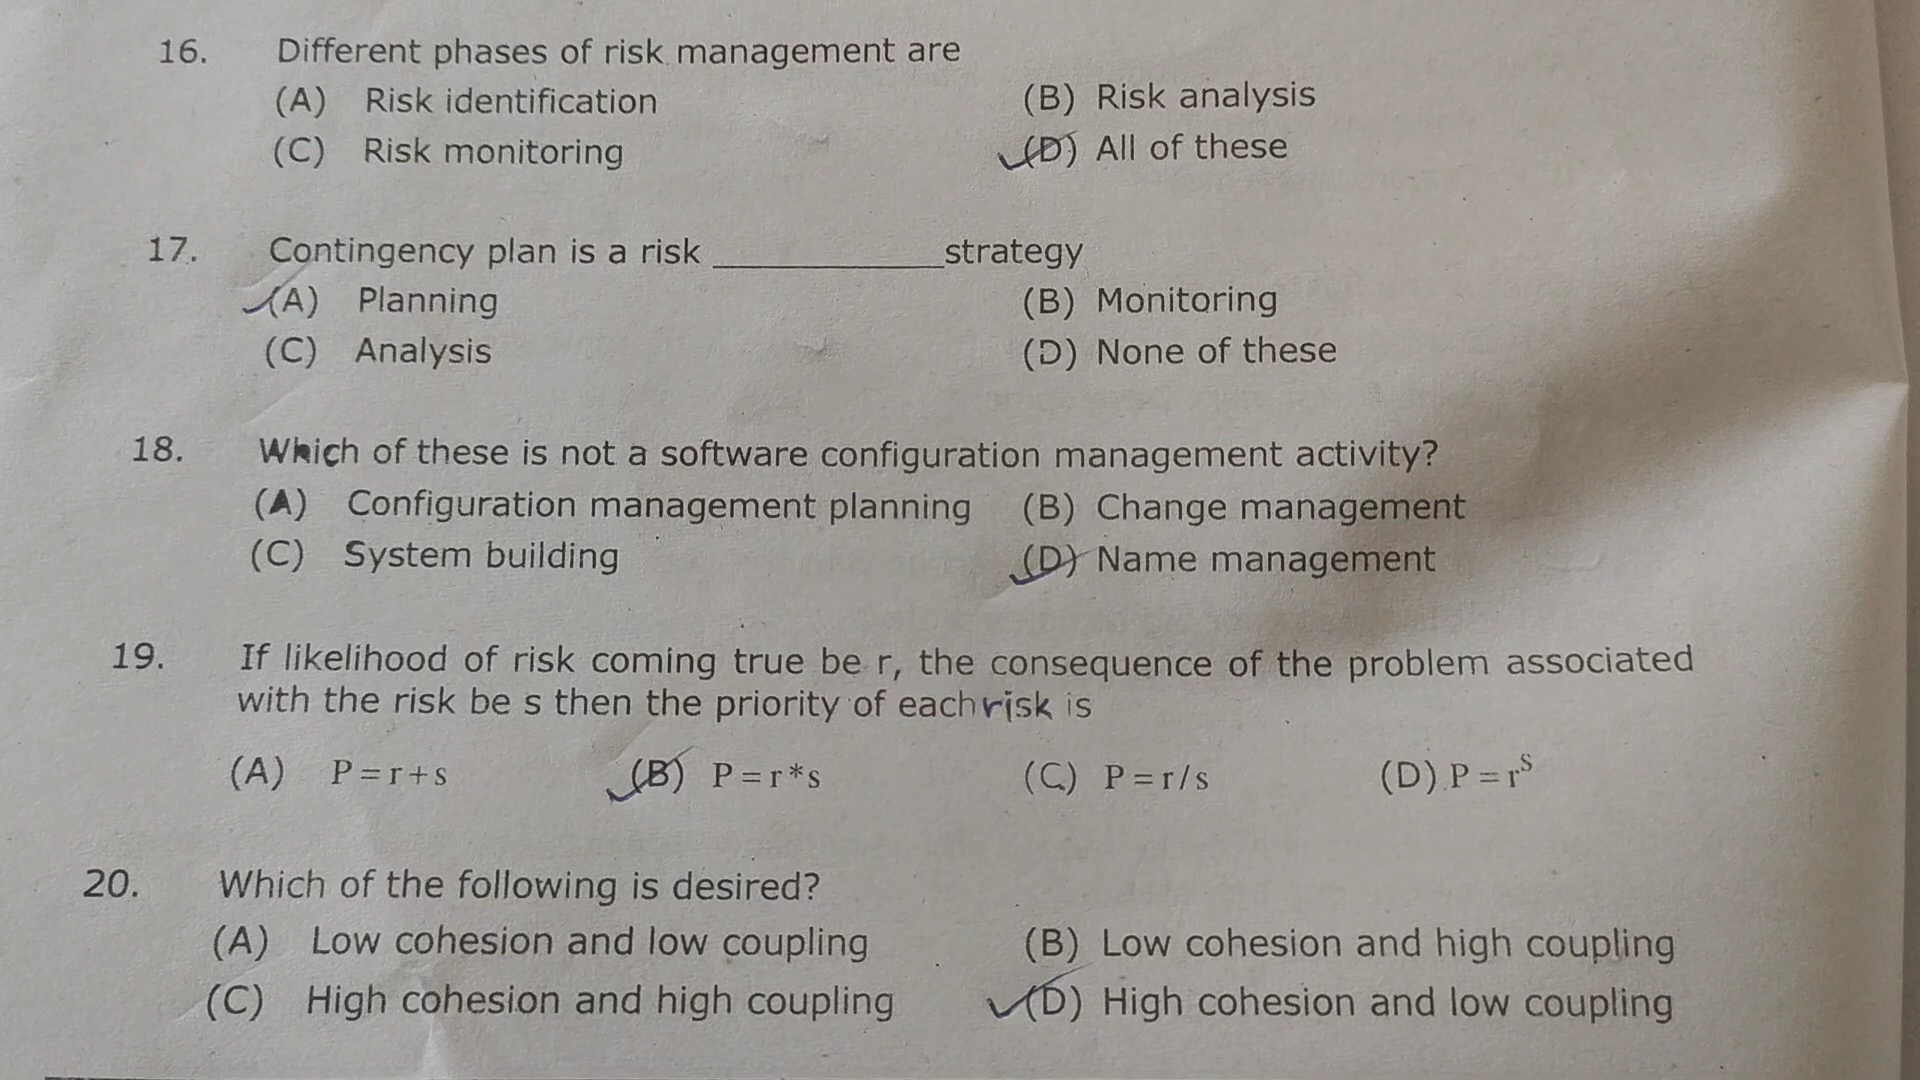 16. Different phases of risk management are
(A) Risk identification (B) Risk analysis
(C) Risk monitoring (D) All of these
17. Contingency plan is a risk ____________strategy
(A) Planning (B) Monitoring
(C) Analysis (D) None of these
18. Which of these is not a software configuration management activity?
(A) Configuration management planning (B) Change management
(C) System building (D) Name management
19. If likelihood of risk coming true be r, the consequence of the problem associated
with the risk be s then the priority of each risk is
(A) P=r+s (B) P=r*s (C) P=r/s (D) P=r^s
20. Which of the following is desired?
(A) Low cohesion and low coupling (B) Low cohesion and high coupling
(C) High cohesion and high coupling (D) High cohesion and low coupling